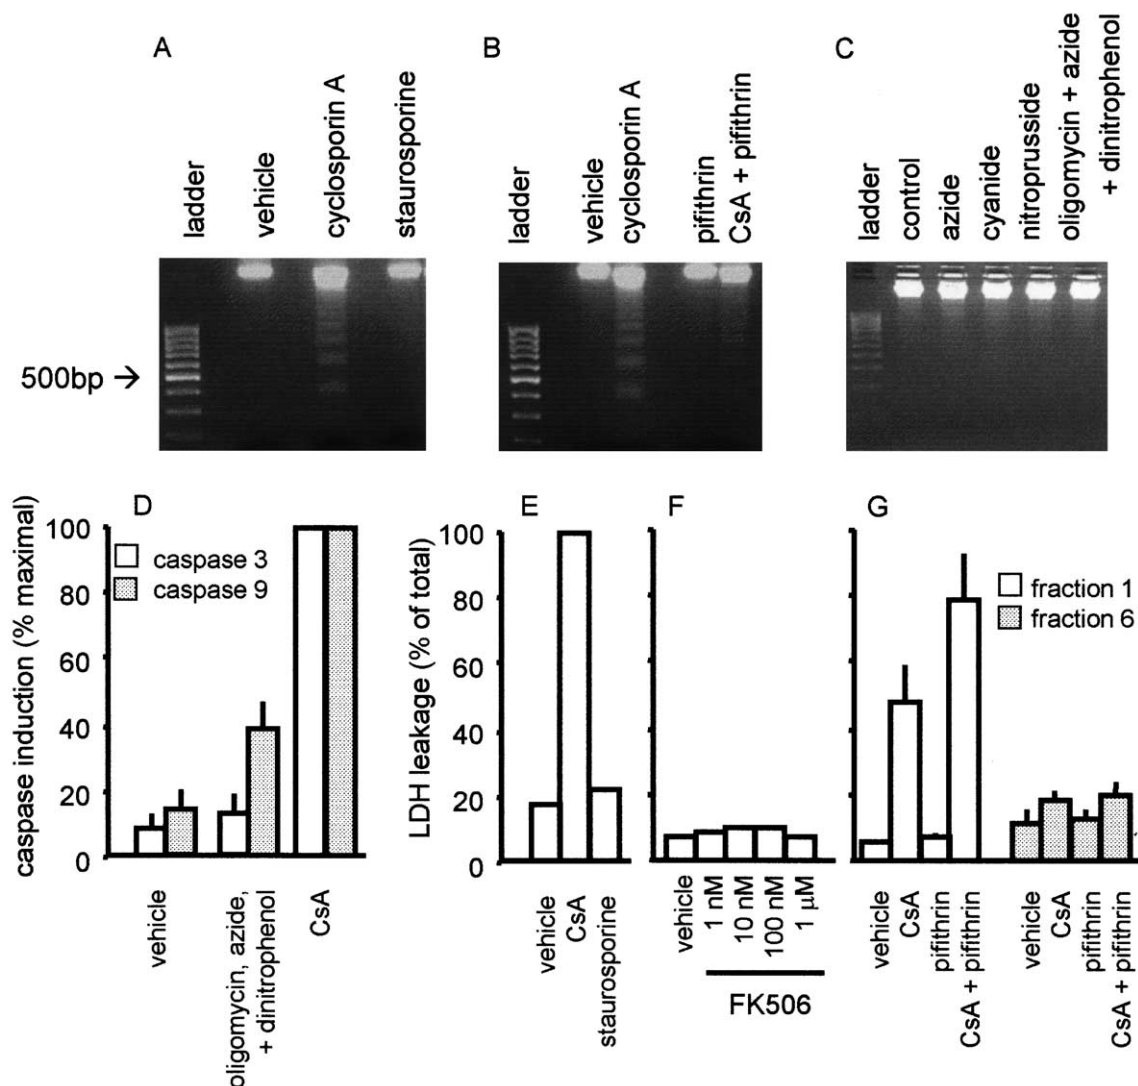 A
ladder
vehicle
cyclosporin A
staurosporine
500bp →
B
ladder
vehicle
cyclosporin A
pifithrin
CsA + pifithrin
C
ladder
control
azide
cyanide
nitroprusside
oligomycin + azide
+ dinitrophenol
D
caspase induction (% maximal)
100
80
60
40
20
0
caspase 3
caspase 9
vehicle
oligomycin, azide,
+ dinitrophenol
CsA
E
LDH leakage (% of total)
100
80
60
40
20
0
vehicle
CsA
staurosporine
F
vehicle
1 nM
10 nM
100 nM
1 μM
FK506
G
fraction 1
fraction 6
vehicle
CsA
pifithrin
CsA + pifithrin
vehicle
CsA
pifithrin
CsA + pifithrin